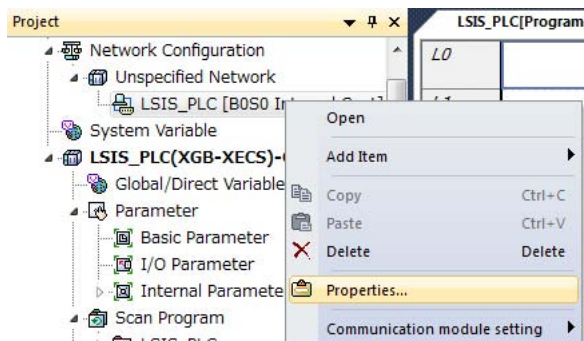 Project
LSIS_PLC[Program
Network Configuration
L0
Unspecified Network
LSIS_PLC [B0S0
Open
System Variable
Add Item
LSIS_PLC(XGB-XECS)-
Global/Direct Variable
Copy Ctrl+C
Parameter
Paste Ctrl+V
Basic Parameter
Delete Delete
I/O Parameter
Internal Paramete
Properties...
Scan Program
Communication module setting